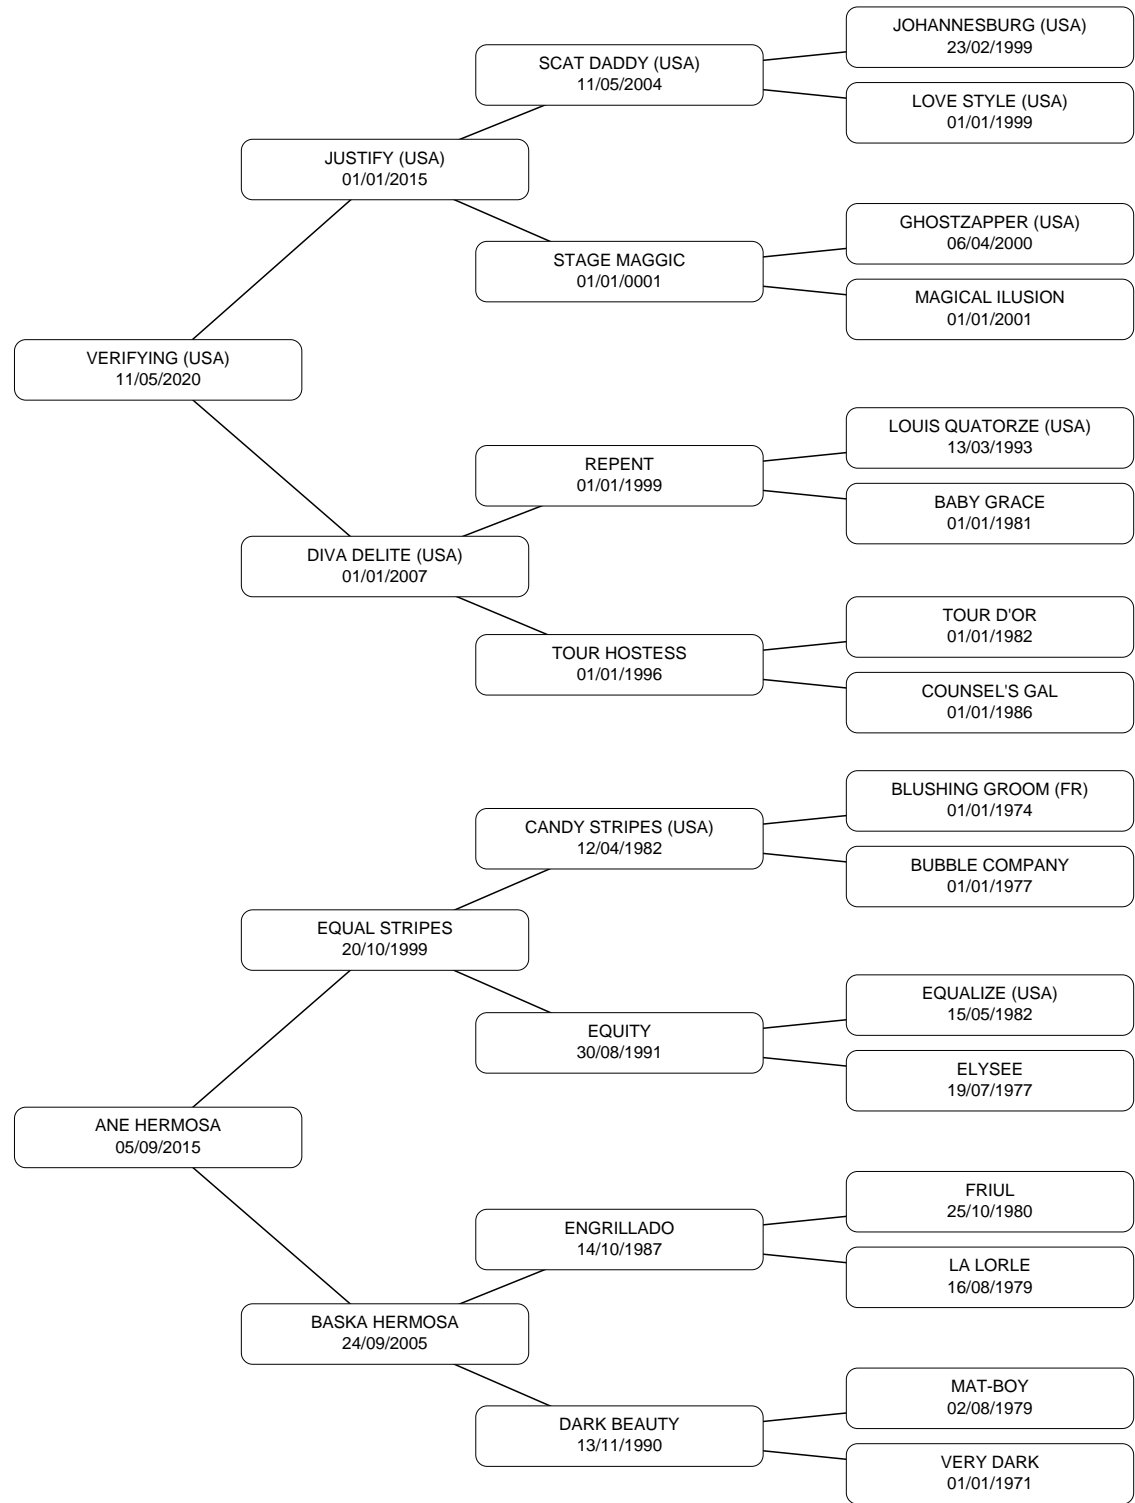 JOHANNESBURG (USA)
23/02/1999
SCAT DADDY (USA)
11/05/2004
LOVE STYLE (USA)
01/01/1999
JUSTIFY (USA)
01/01/2015
GHOSTZAPPER (USA)
06/04/2000
STAGE MAGGIC
01/01/0001
MAGICAL ILUSION
01/01/2001
VERIFYING (USA)
11/05/2020
LOUIS QUATORZE (USA)
13/03/1993
REPENT
01/01/1999
BABY GRACE
01/01/1981
DIVA DELITE (USA)
01/01/2007
TOUR D'OR
01/01/1982
TOUR HOSTESS
01/01/1996
COUNSEL'S GAL
01/01/1986
BLUSHING GROOM (FR)
01/01/1974
CANDY STRIPES (USA)
12/04/1982
BUBBLE COMPANY
01/01/1977
EQUAL STRIPES
20/10/1999
EQUALIZE (USA)
15/05/1982
EQUITY
30/08/1991
ELYSEE
19/07/1977
ANE HERMOSA
05/09/2015
FRIUL
25/10/1980
ENGRILLADO
14/10/1987
LA LORLE
16/08/1979
BASKA HERMOSA
24/09/2005
MAT-BOY
02/08/1979
DARK BEAUTY
13/11/1990
VERY DARK
01/01/1971